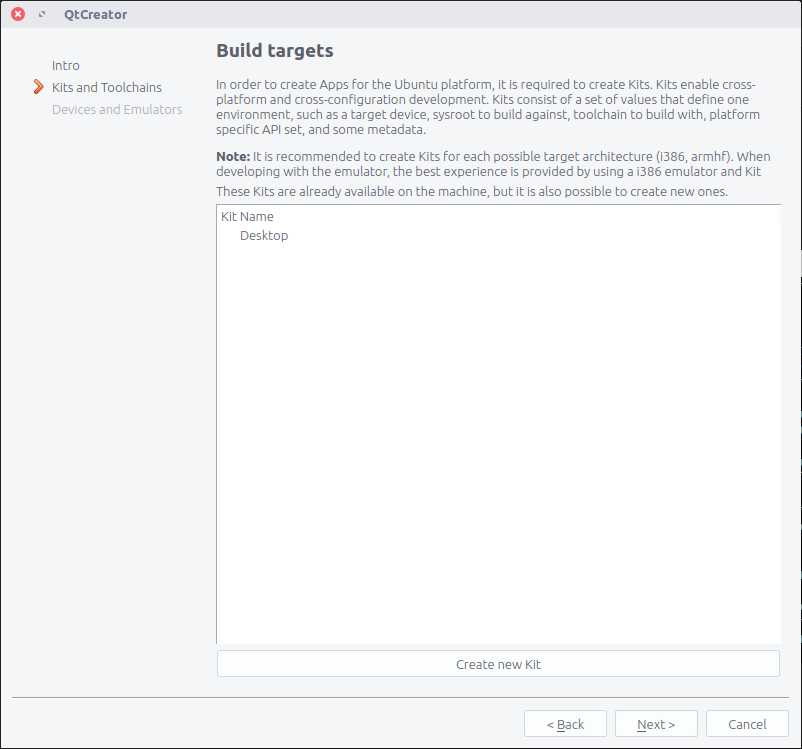 QtCreator
Intro
Kits and Toolchains
Devices and Emulators
Build targets
In order to create Apps for the Ubuntu platform, it is required to create Kits. Kits enable cross-
platform and cross-configuration development. Kits consist of a set of values that define one
environment, such as a target device, sysroot to build against, toolchain to build with, platform
specific API set, and some metadata.
Note: It is recommended to create Kits for each possible target architecture (i386, armhf). When
developing with the emulator, the best experience is provided by using a i386 emulator and Kit
These Kits are already available on the machine, but it is also possible to create new ones.
Kit Name
Desktop
Create new Kit
< Back
Next >
Cancel